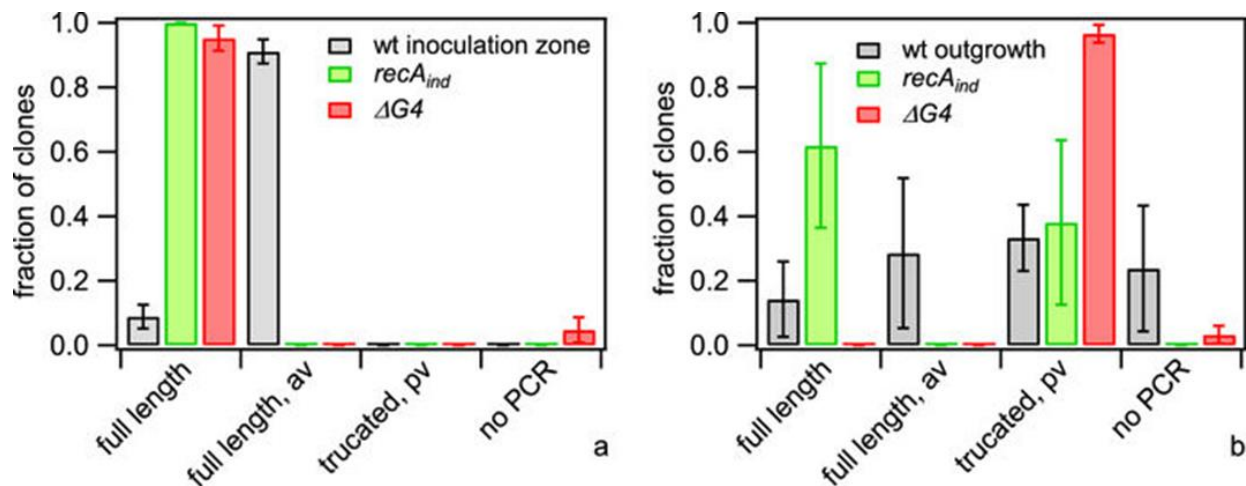 fraction of clones
1.0
0.8
0.6
0.4
0.2
0.0
wt inoculation zone
recAind
ΔG4
full length
full length, av
trucated, pv
no PCR
a
fraction of clones
1.0
0.8
0.6
0.4
0.2
0.0
wt outgrowth
recAind
ΔG4
full length
full length, av
trucated, pv
no PCR
b